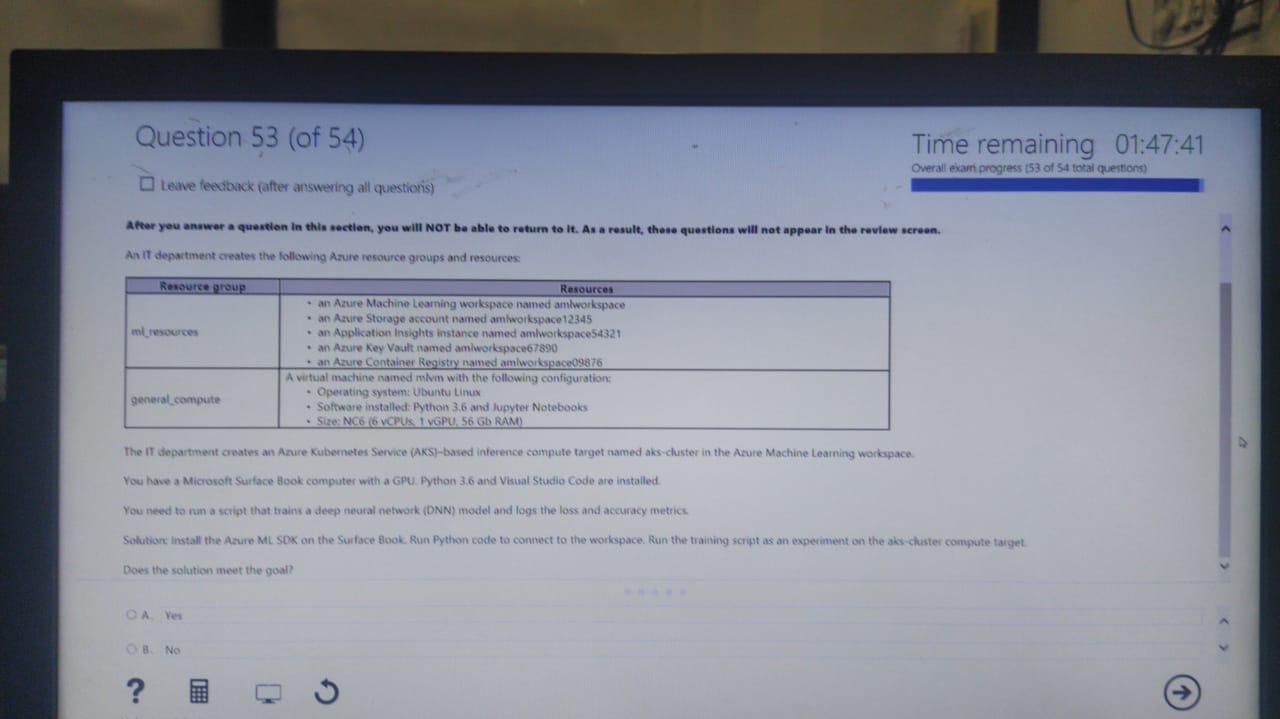 Question 53 (of 54)
Time remaining 01:47:41
Leave feedback (after answering all questions)
Overall exam progress (53 of 54 total questions)
After you answer a question in this section, you will NOT be able to return to it. As a result, these questions will not appear in the review screen.
An IT department creates the following Azure resource groups and resources:
Resource group
Resources
ml_resources
• an Azure Machine Learning workspace named amlworkspace
• an Azure Storage account named amlworkspace12345
• an Application Insights instance named amlworkspace54321
• an Azure Key Vault named amlworkspace67890
• an Azure Container Registry named amlworkspace09876
general_compute
A virtual machine named mlvm with the following configuration:
• Operating system: Ubuntu Linux
• Software installed: Python 3.6 and Jupyter Notebooks
• Size: NC6 (6 vCPUs, 1 vGPU, 56 Gb RAM)
The IT department creates an Azure Kubernetes Service (AKS)-based inference compute target named aks-cluster in the Azure Machine Learning workspace.
You have a Microsoft Surface Book computer with a GPU. Python 3.6 and Visual Studio Code are installed.
You need to run a script that trains a deep neural network (DNN) model and logs the loss and accuracy metrics.
Solution: Install the Azure ML SDK on the Surface Book. Run Python code to connect to the workspace. Run the training script as an experiment on the aks-cluster compute target.
Does the solution meet the goal?
A. Yes
B. No